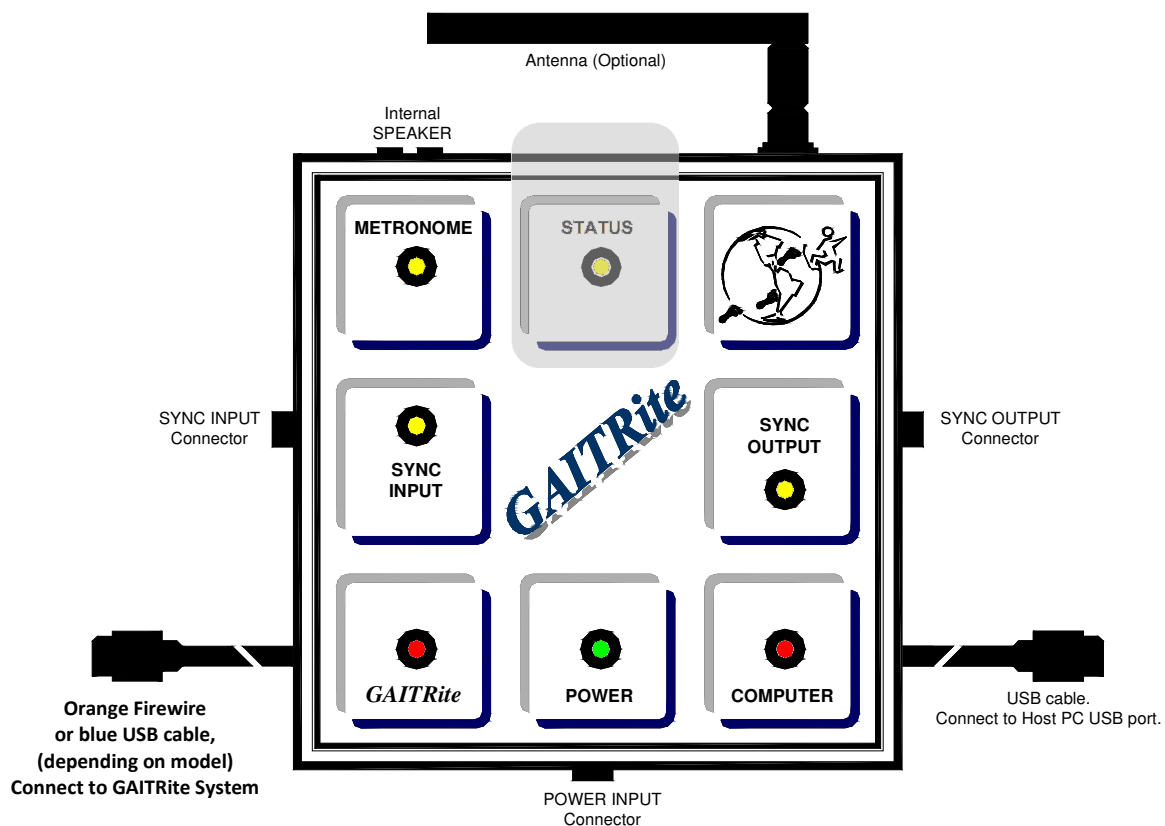 Antenna (Optional)
Internal
SPEAKER
METRONOME
STATUS
SYNC INPUT
Connector
SYNC
INPUT
GAITRite
SYNC
OUTPUT
SYNC OUTPUT
Connector
GAITRite
POWER
COMPUTER
Orange Firewire
or blue USB cable,
(depending on model)
Connect to GAITRite System
USB cable.
Connect to Host PC USB port.
POWER INPUT
Connector